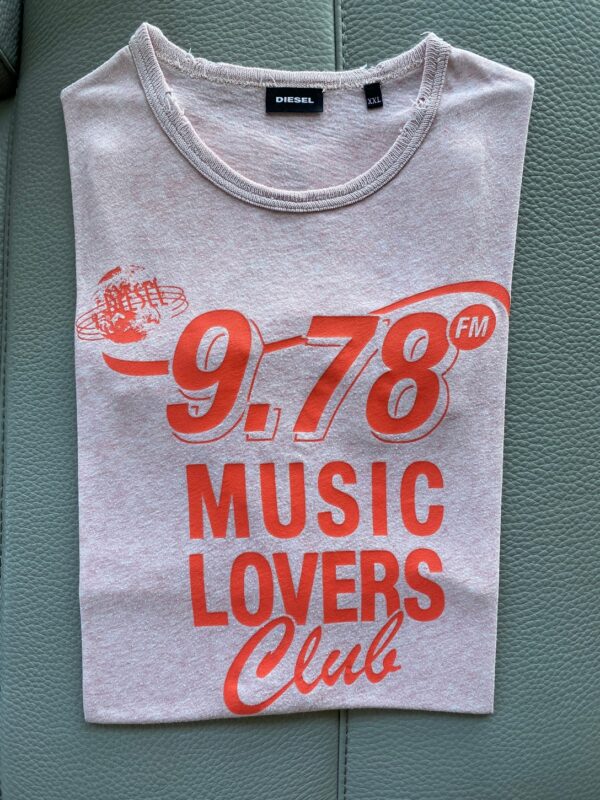 DIESEL
XXL
DIESEL
9.78 FM
MUSIC
LOVERS
Club